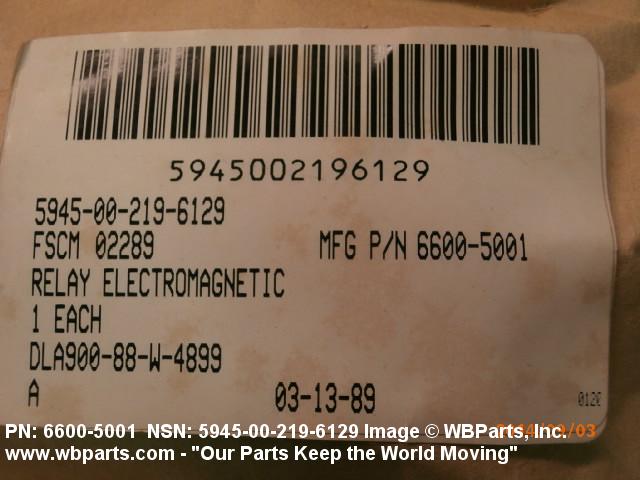 5945002196129
5945-00-219-6129
FSCM 02289 MFG P/N 6600-5001
RELAY ELECTROMAGNETIC
1 EACH
DLA900-88-W-4899
A 03-13-89
PN: 6600-5001 NSN: 5945-00-219-6129 Image © WBParts, Inc.
www.wbparts.com - "Our Parts Keep the World Moving"